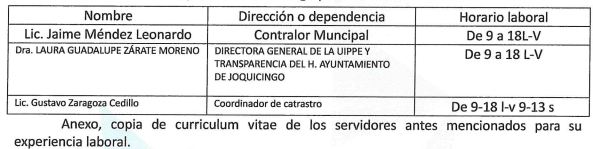 Nombre Dirección o dependencia Horario laboral
Lic. Jaime Méndez Leonardo Contralor Muncipal De 9 a 18L-V
Dra. LAURA GUADALUPE ZÁRATE MORENO DIRECTORA GENERAL DE LA UIPPE Y De 9 a 18 L-V
TRANSPARENCIA DEL H. AYUNTAMIENTO
DE JOQUICINGO
Lic. Gustavo Zaragoza Cedillo Coordinador de catrastro De 9-18 l-v 9-13 s
Anexo, copia de curriculum vitae de los servidores antes mencionados para su
experiencia laboral.